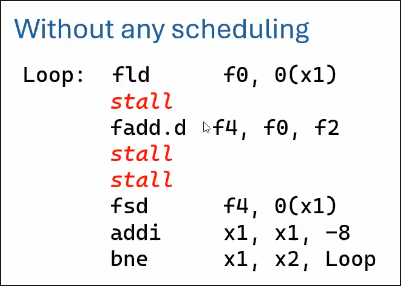 Without any scheduling
Loop: fld f0, 0(x1)
stall
fadd.d f4, f0, f2
stall
stall
fsd f4, 0(x1)
addi x1, x1, -8
bne x1, x2, Loop